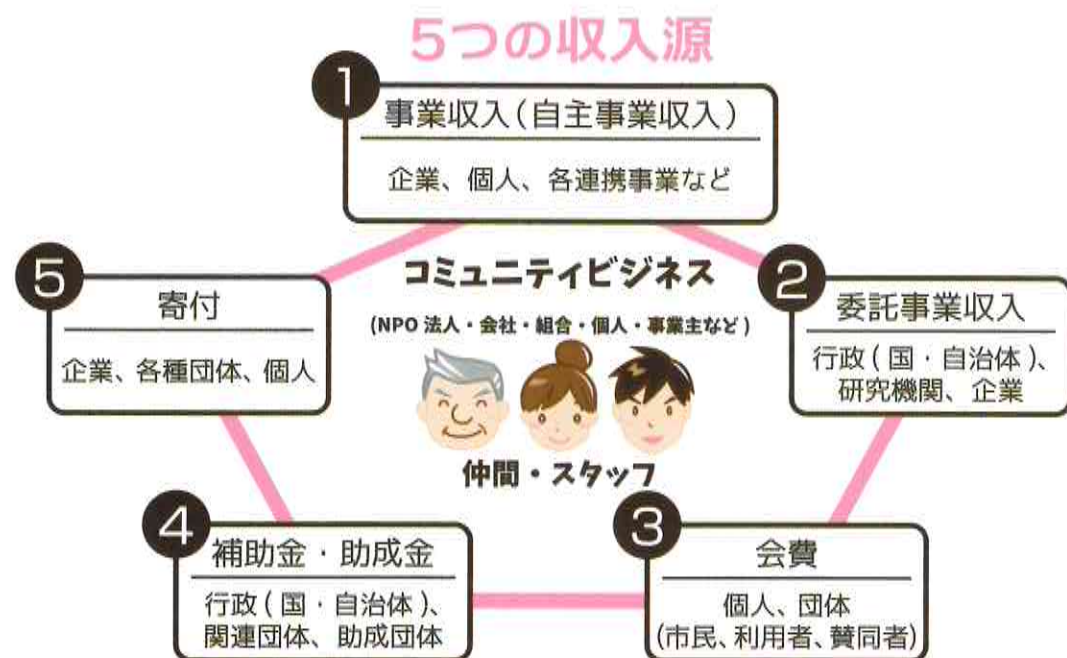 5つの収入源
1
事業収入(自主事業収入)
企業、個人、各連携事業など
コミュニティビジネス
(NPO 法人・会社・組合・個人・事業主など)
仲間・スタッフ
2
委託事業収入
行政(国・自治体)、
研究機関、企業
3
会費
個人、団体
(市民、利用者、賛同者)
4
補助金・助成金
行政(国・自治体)、
関連団体、助成団体
5
寄付
企業、各種団体、個人